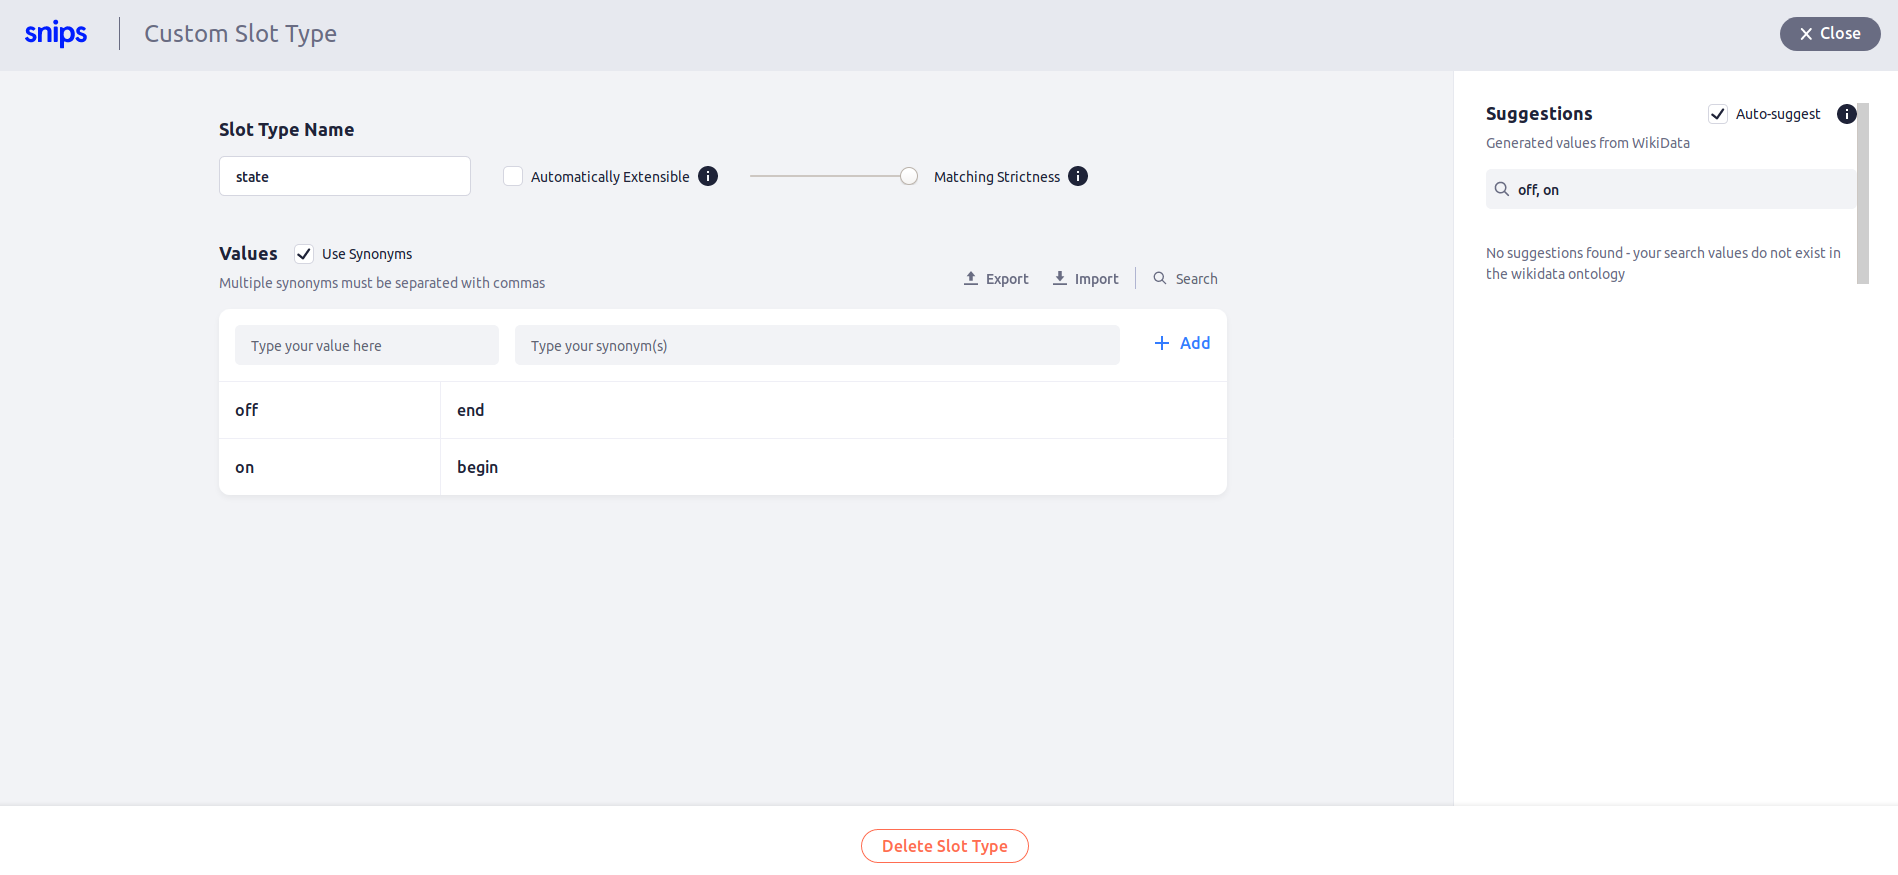 snips
Custom Slot Type
Close
Slot Type Name
state
Automatically Extensible
Matching Strictness
Values
Use Synonyms
Multiple synonyms must be separated with commas
Export
Import
Search
Type your value here
Type your synonym(s)
Add
off
end
on
begin
Suggestions
Auto-suggest
Generated values from WikiData
off, on
No suggestions found - your search values do not exist in
the wikidata ontology
Delete Slot Type